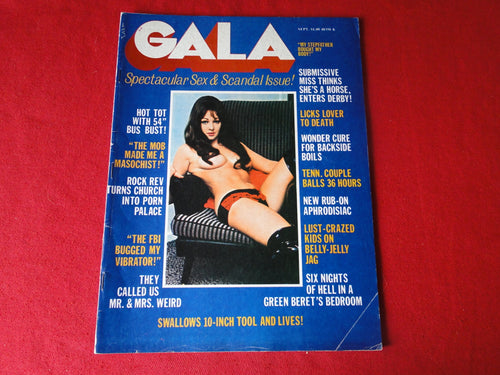 GALA
SEPT.
"MY STEPFATHER
BOUGHT MY
BODY!"
Spectacular Sex & Scandal Issue!
SUBMISSIVE
MISS THINKS
SHE'S A HORSE,
ENTERS DERBY!
HOT TOT
WITH 54"
BUS BUST!
"THE MOB
MADE ME A
MASOCHIST!"
ROCK REV
TURNS CHURCH
INTO PORN
PALACE
"THE FBI
BUGGED MY
VIBRATOR!"
THEY
CALLED US
MR. & MRS. WEIRD
LICKS LOVER
TO DEATH
WONDER CURE
FOR BACKSIDE
BOILS
TENN. COUPLE
BALLS 36 HOURS
NEW RUB-ON
APHRODISIAC
LUST-CRAZED
KIDS ON
BELLY-JELLY
JAG
SIX NIGHTS
OF HELL IN A
GREEN BERET'S BEDROOM
SWALLOWS 10-INCH TOOL AND LIVES!